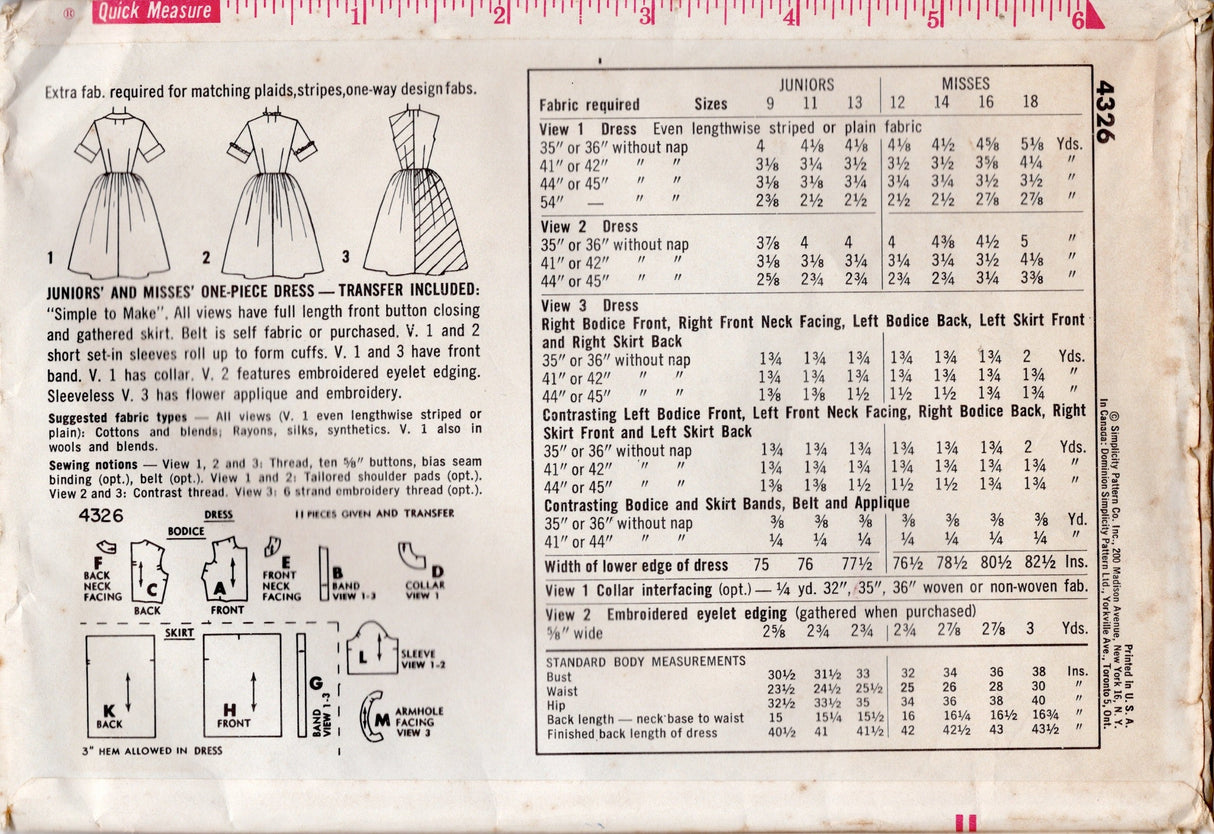 ® Quick Measure 1 2 3 4 5 6
Extra fab. required for matching plaids,stripes,one-way design fabs.
1 2 3
JUNIORS' AND MISSES' ONE-PIECE DRESS — TRANSFER INCLUDED:
"Simple to Make". All views have full length front button closing
and gathered skirt. Belt is self fabric or purchased. V. 1 and 2
short set-in sleeves roll up to form cuffs. V. 1 and 3 have front
band. V. 1 has collar. V. 2 features embroidered eyelet edging.
Sleeveless V. 3 has flower applique and embroidery.
Suggested fabric types — All views (V. 1 even lengthwise striped or
plain): Cottons and blends; Rayons, silks, synthetics. V. 1 also in
wools and blends.
Sewing notions — View 1, 2 and 3: Thread, ten ⅝" buttons, bias seam
binding (opt.), belt (opt.). View 1 and 2: Tailored shoulder pads (opt.).
View 2 and 3: Contrast thread. View 3: 6 strand embroidery thread (opt.).
4326 DRESS 11 PIECES GIVEN AND TRANSFER
BODICE
F
BACK
NECK
FACING
C
BACK
A
FRONT
E
FRONT
NECK
FACING
B
BAND
VIEW 1-3
D
COLLAR
VIEW 1
SKIRT
K
BACK
H
FRONT
G
BAND
VIEW 1-3
L
SLEEVE
VIEW 1-2
M
ARMHOLE
FACING
VIEW 3
3" HEM ALLOWED IN DRESS
JUNIORS MISSES
Fabric required Sizes 9 11 13 12 14 16 18
View 1 Dress Even lengthwise striped or plain fabric
35" or 36" without nap 4 4⅛ 4⅛ 4⅛ 4½ 4⅝ 5⅛ Yds.
41" or 42" " " 3⅛ 3¼ 3½ 3½ 3½ 3⅝ 4¼ "
44" or 45" " " 3⅛ 3⅛ 3¼ 3¼ 3¼ 3½ 3½ "
54" — " " 2⅜ 2½ 2½ 2½ 2½ 2⅞ 2⅞ "
View 2 Dress
35" or 36" without nap 3⅞ 4 4 4 4⅜ 4½ 5 "
41" or 42" " " 3⅛ 3⅛ 3¼ 3¼ 3¼ 3½ 4⅛ "
44" or 45" " " 2⅝ 2¾ 2¾ 2¾ 2¾ 3¼ 3⅜ "
View 3 Dress
Right Bodice Front, Right Front Neck Facing, Left Bodice Back, Left Skirt Front
and Right Skirt Back
35" or 36" without nap 1¾ 1¾ 1¾ 1¾ 1¾ 1¾ 2 Yds.
41" or 42" " " 1¾ 1¾ 1¾ 1¾ 1¾ 1¾ 1¾ "
44" or 45" " " 1⅜ 1⅜ 1½ 1½ 1½ 1¾ 1¾ "
Contrasting Left Bodice Front, Left Front Neck Facing, Right Bodice Back, Right
Skirt Front and Left Skirt Back
35" or 36" without nap 1¾ 1¾ 1¾ 1¾ 1¾ 1¾ 2 Yds.
41" or 42" " " 1¾ 1¾ 1¾ 1¾ 1¾ 1¾ 1¾ "
44" or 45" " " 1⅜ 1⅜ 1½ 1½ 1½ 1¾ 1¾ "
Contrasting Bodice and Skirt Bands, Belt and Applique
35" or 36" without nap ⅜ ⅜ ⅜ ⅜ ⅜ ⅜ ⅜ Yd.
41" or 44" " " ¼ ¼ ¼ ¼ ¼ ¼ ¼ "
Width of lower edge of dress 75 76 77½ 76½ 78½ 80½ 82½ Ins.
View 1 Collar interfacing (opt.) — ¼ yd. 32", 35", 36" woven or non-woven fab.
View 2 Embroidered eyelet edging (gathered when purchased)
⅝" wide 2⅝ 2¾ 2¾ 2¾ 2⅞ 2⅞ 3 Yds.
STANDARD BODY MEASUREMENTS
Bust 30½ 31½ 33 32 34 36 38 Ins.
Waist 23½ 24½ 25½ 25 26 28 30 "
Hip 32½ 33½ 35 34 36 38 40 "
Back length — neck base to waist 15 15¼ 15½ 16 16¼ 16½ 16¾ "
Finished back length of dress 40½ 41 41½ 42 42½ 43 43½ "
4326
© Simplicity Pattern Co. Inc., 200 Madison Avenue, New York 16, N. Y.
In Canada: Dominion Simplicity Pattern Ltd., Yorkville Ave., Toronto 5, Ont.
Printed in U. S. A.